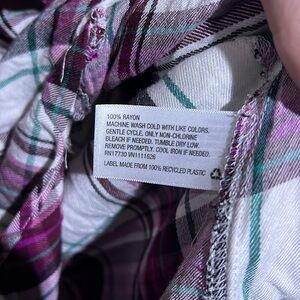 100% RAYON
MACHINE WASH COLD WITH LIKE COLORS.
GENTLE CYCLE, ONLY NON-CHLORINE
BLEACH IF NEEDED. TUMBLE DRY LOW.
REMOVE PROMPTLY. COOL IRON IF NEEDED.
RN17730 VN1111626
LABEL MADE FROM 100% RECYCLED PLASTIC